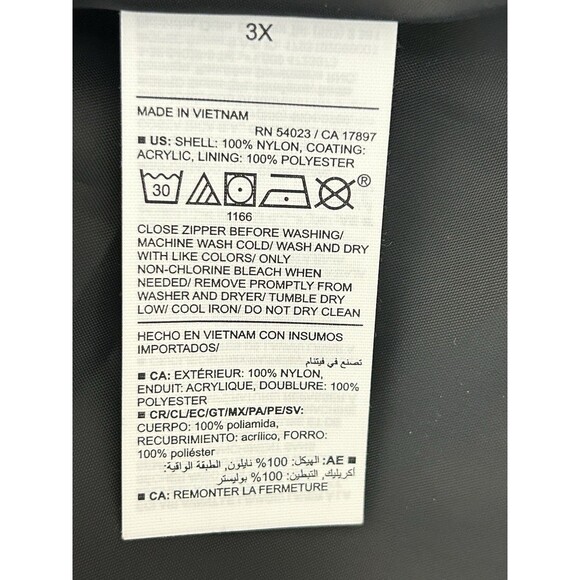 3X
MADE IN VIETNAM
RN 54023 / CA 17897
US: SHELL: 100% NYLON, COATING:
ACRYLIC, LINING: 100% POLYESTER
30
®
1166
CLOSE ZIPPER BEFORE WASHING/
MACHINE WASH COLD/ WASH AND DRY
WITH LIKE COLORS/ ONLY
NON-CHLORINE BLEACH WHEN
NEEDED/ REMOVE PROMPTLY FROM
WASHER AND DRYER/ TUMBLE DRY
LOW/ COOL IRON/ DO NOT DRY CLEAN
HECHO EN VIETNAM CON INSUMOS
IMPORTADOS/
تصنع في فيتنام
CA: EXTÉRIEUR: 100% NYLON,
ENDUIT: ACRYLIQUE, DOUBLURE: 100%
POLYESTER
CR/CL/EC/GT/MX/PA/PE/SV:
CUERPO: 100% poliamida,
RECUBRIMENTO: acrílico, FORRO:
100% poliéster
AE: الهيكل: 100% نايلون, الطبقة الواقية:
أكريليك, التبطين: 100% بوليستر
CA: REMONTER LA FERMETURE